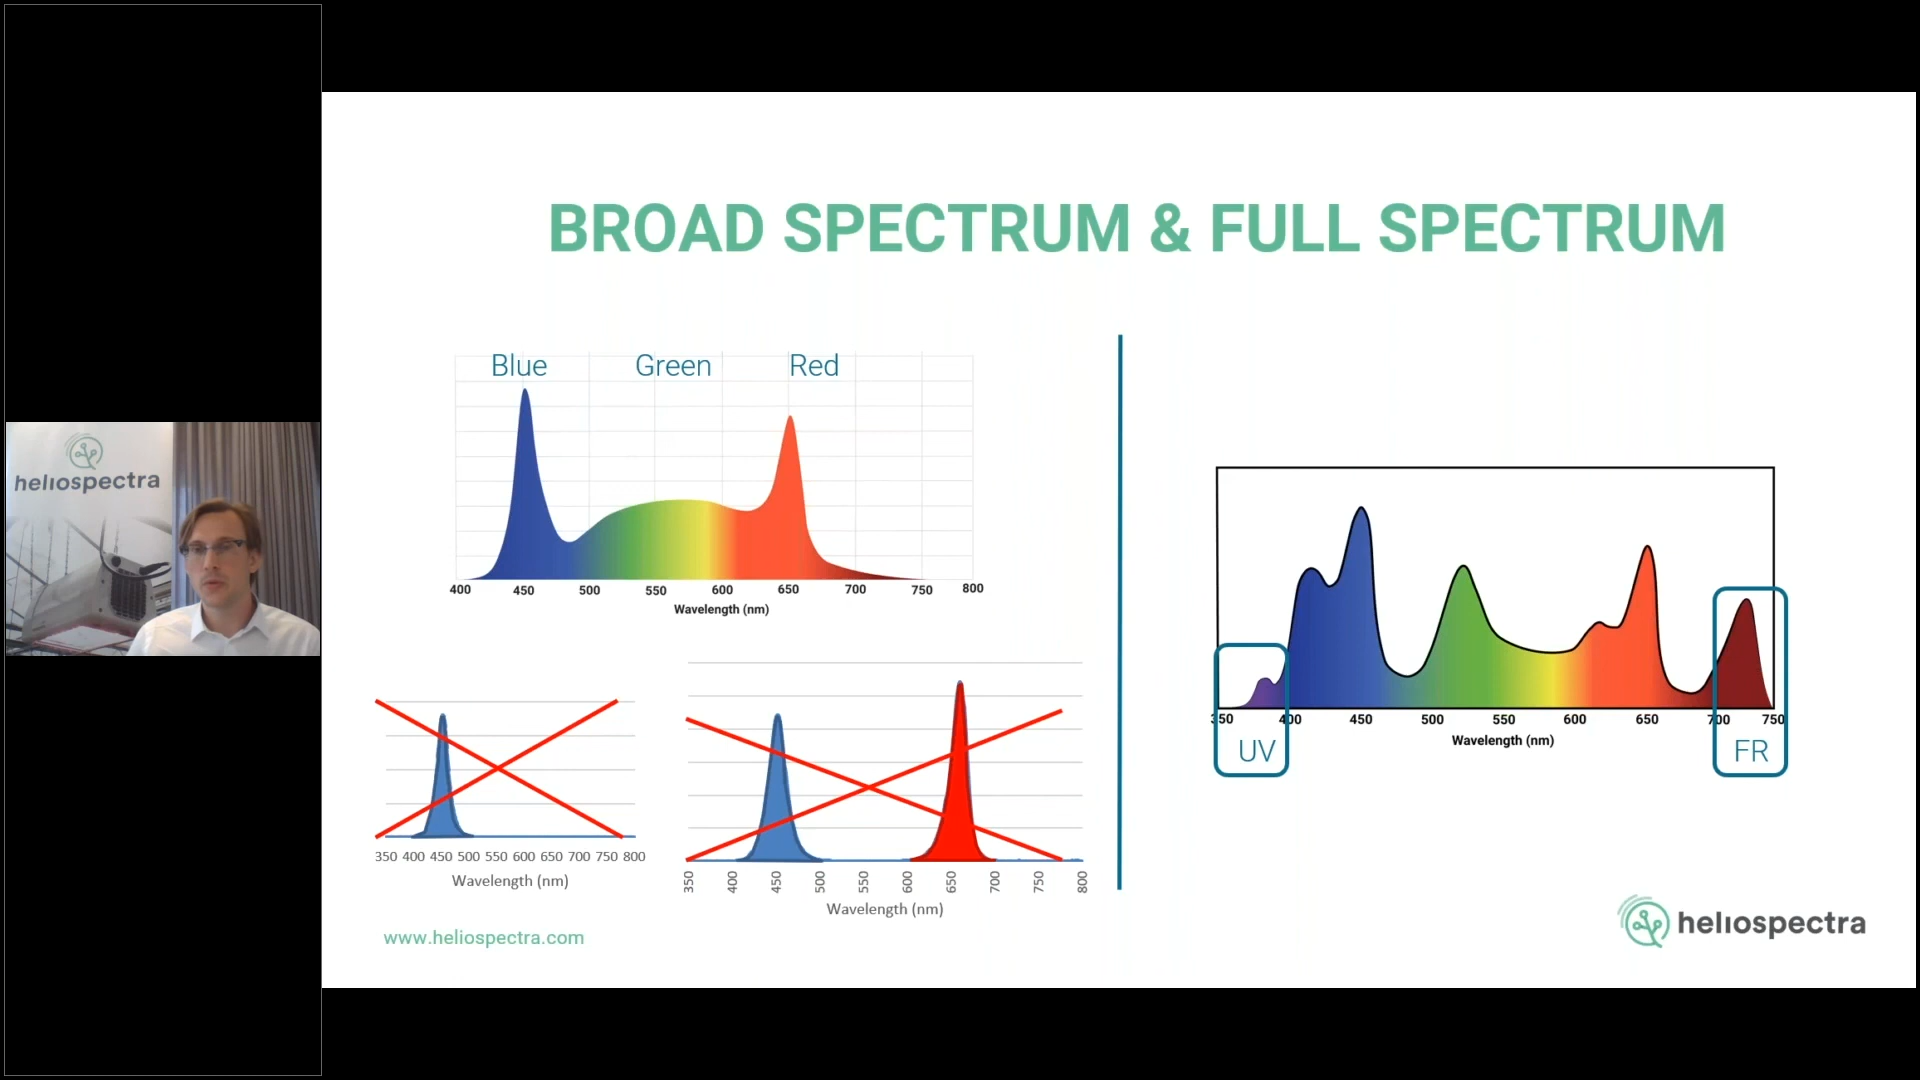 heliospectra
BROAD SPECTRUM & FULL SPECTRUM
Blue Green Red
400 450 500 550 600 650 700 750 800
Wavelength (nm)
350 400 450 500 550 600 650 700 750 800
Wavelength (nm)
350 400 450 500 550 600 650 700 750 800
Wavelength (nm)
350 400 450 500 550 600 650 700 750
Wavelength (nm)
UV FR
www.heliospectra.com
heliospectra